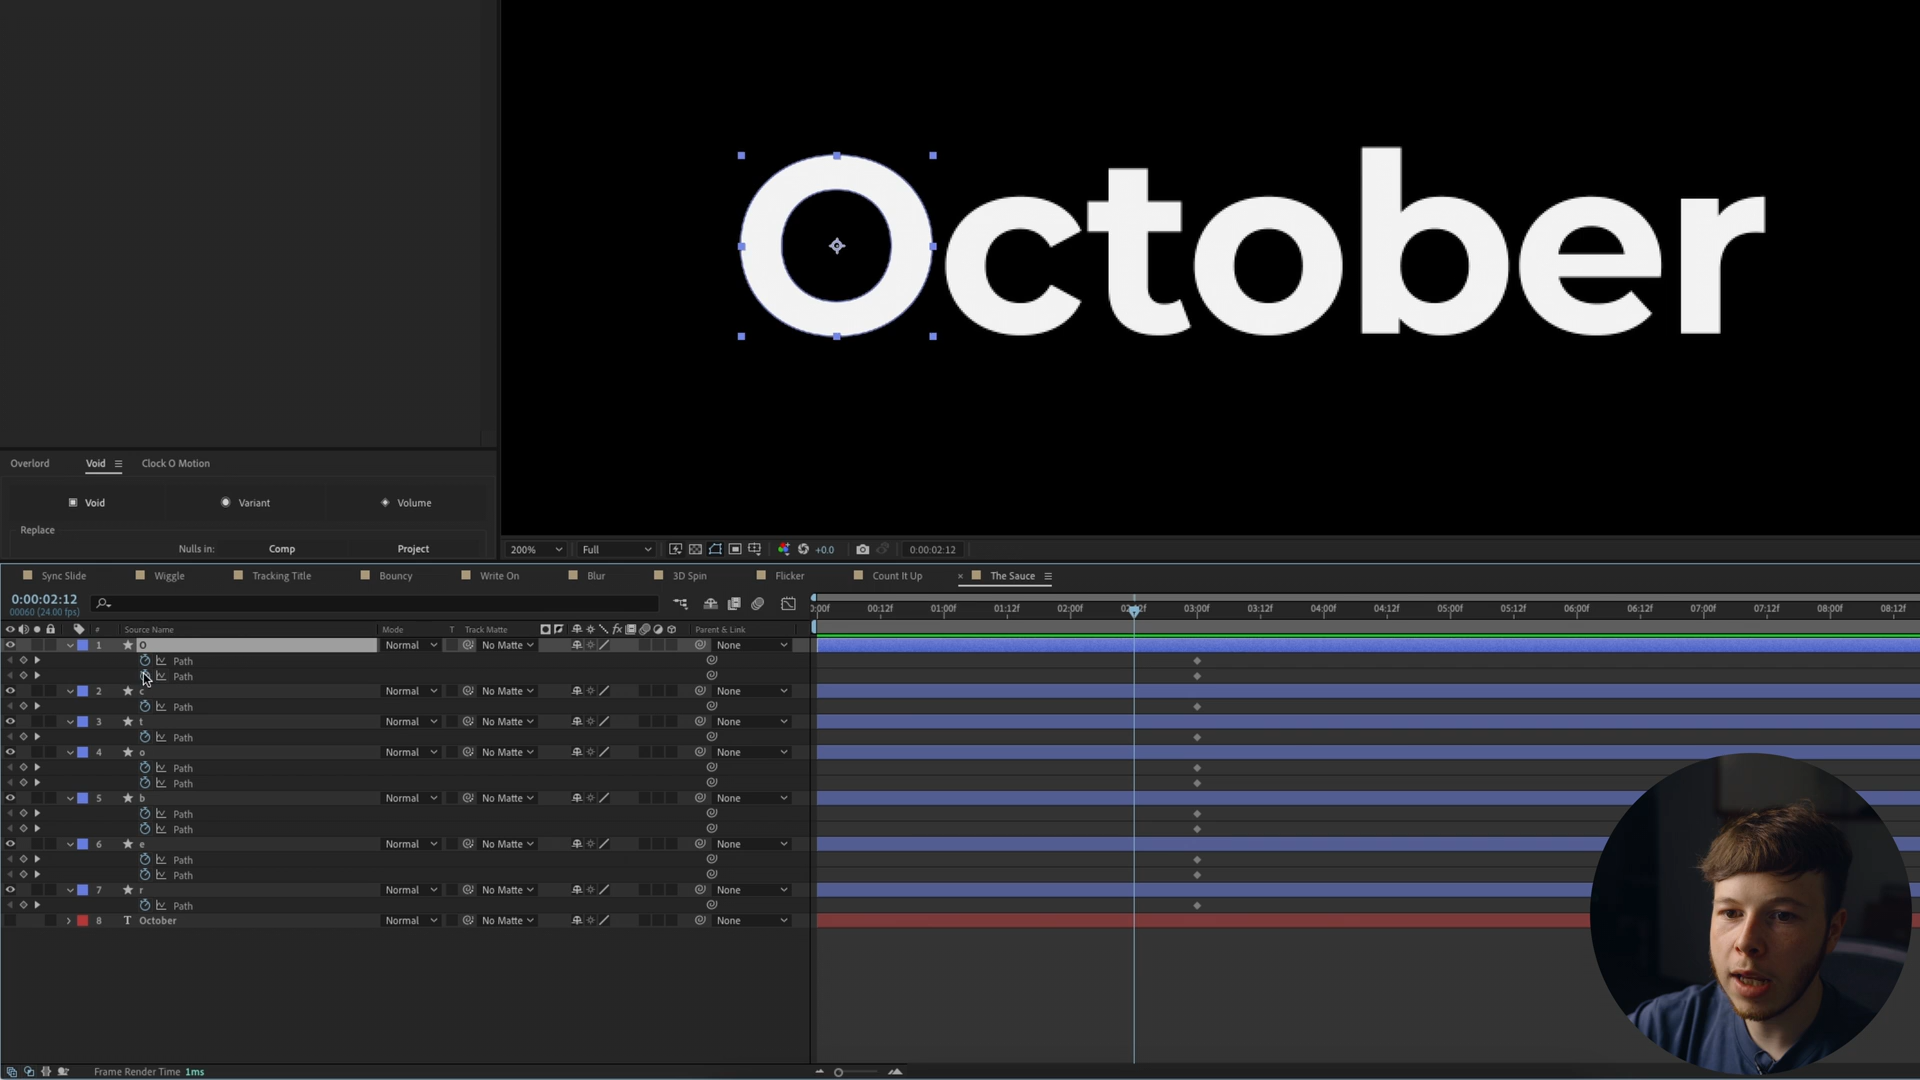 October
Overlord Void Clock O Motion
Void Variant Volume
Replace
Nulls in: Comp Project
200% Full +0.0 0:00:02:12
Sync Slide Wiggle Tracking Title Bouncy Write On Blur 3D Spin Flicker Count It Up × The Sauce
0:00:02:12
00060 (24.00 fps)
:00f 00:12f 01:00f 01:12f 02:00f 02:12f 03:00f 03:12f 04:00f 04:12f 05:00f 05:12f 06:00f 06:12f 07:00f 07:12f 08:00f 08:12f
# Source Name Mode T Track Matte fx Parent & Link
1 O Normal No Matte None
Path
Path
2 c Normal No Matte None
Path
3 t Normal No Matte None
Path
4 o Normal No Matte None
Path
Path
5 b Normal No Matte None
Path
Path
6 e Normal No Matte None
Path
Path
7 r Normal No Matte None
Path
8 T October Normal No Matte None
Frame Render Time 1ms